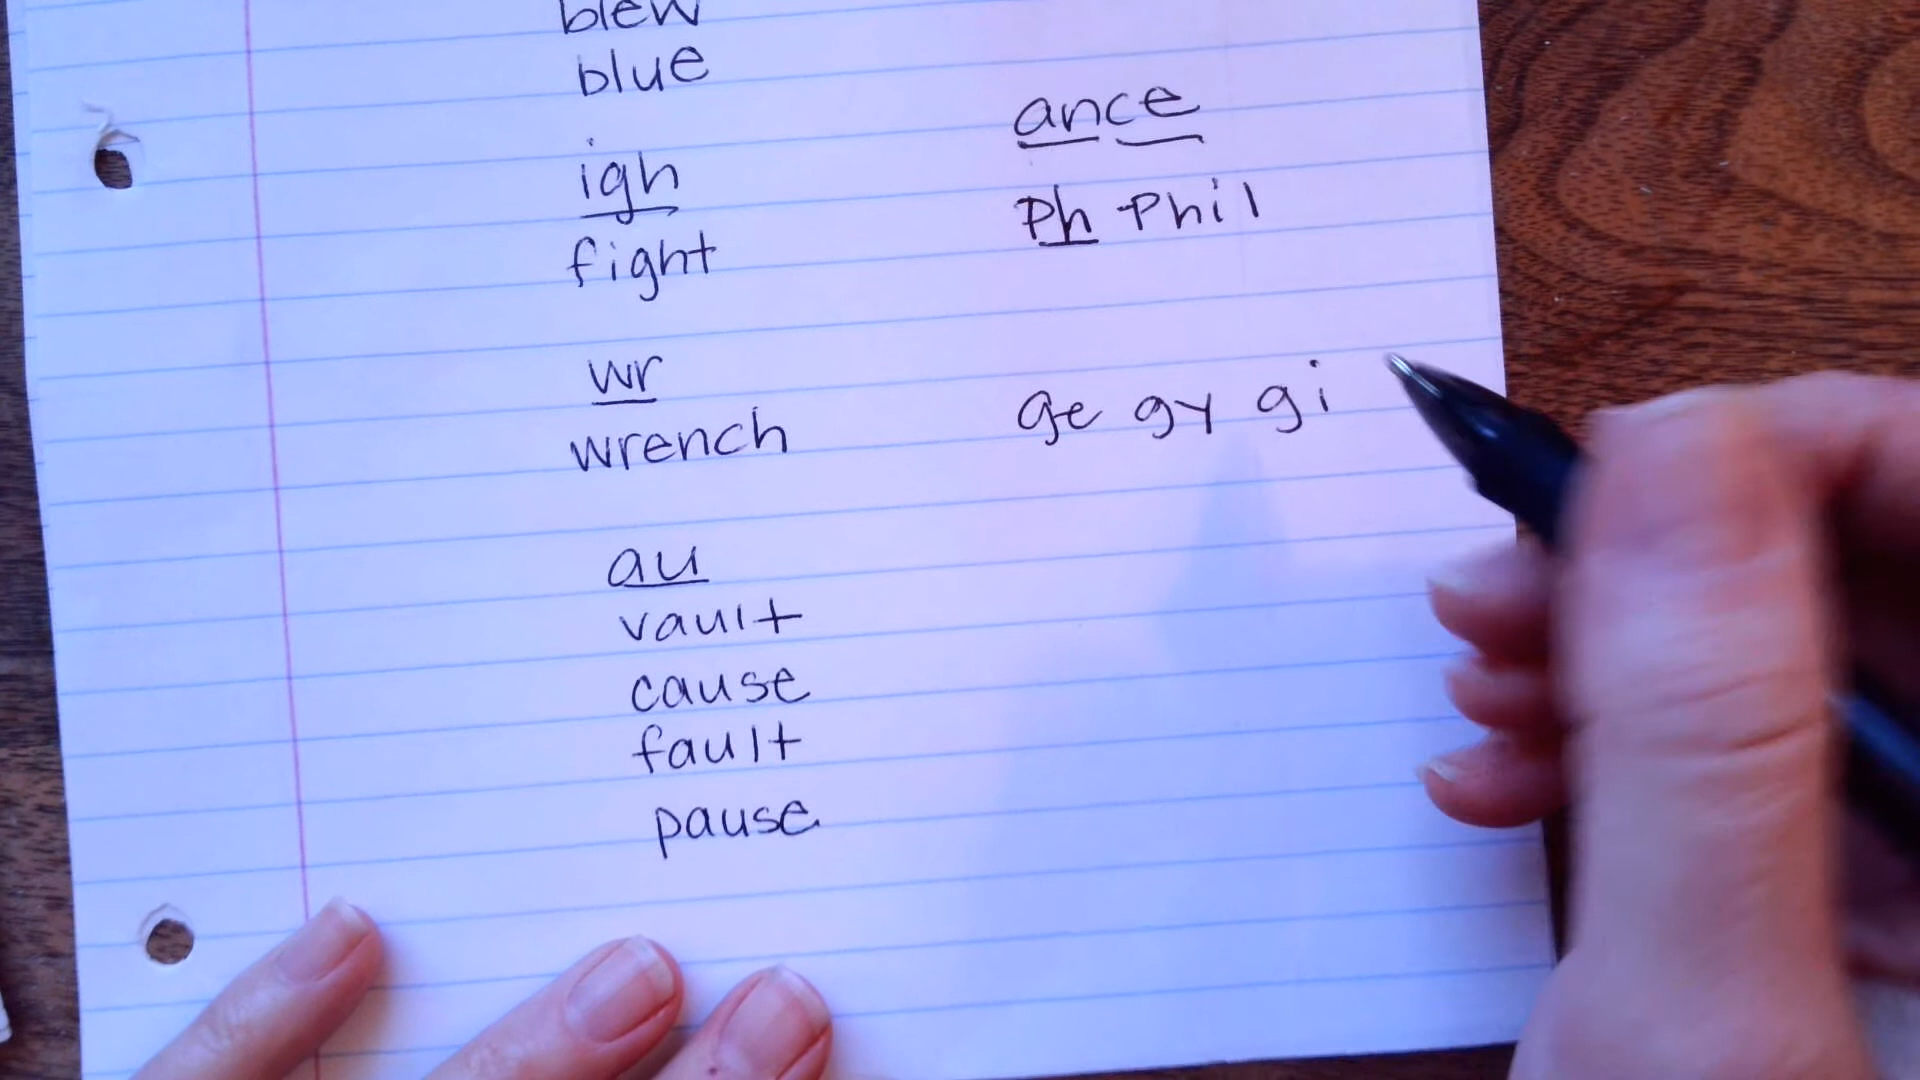 blew
blue
igh
fight
wr
wrench
au
vault
cause
fault
pause
ance
Ph Phil
ge gy gi